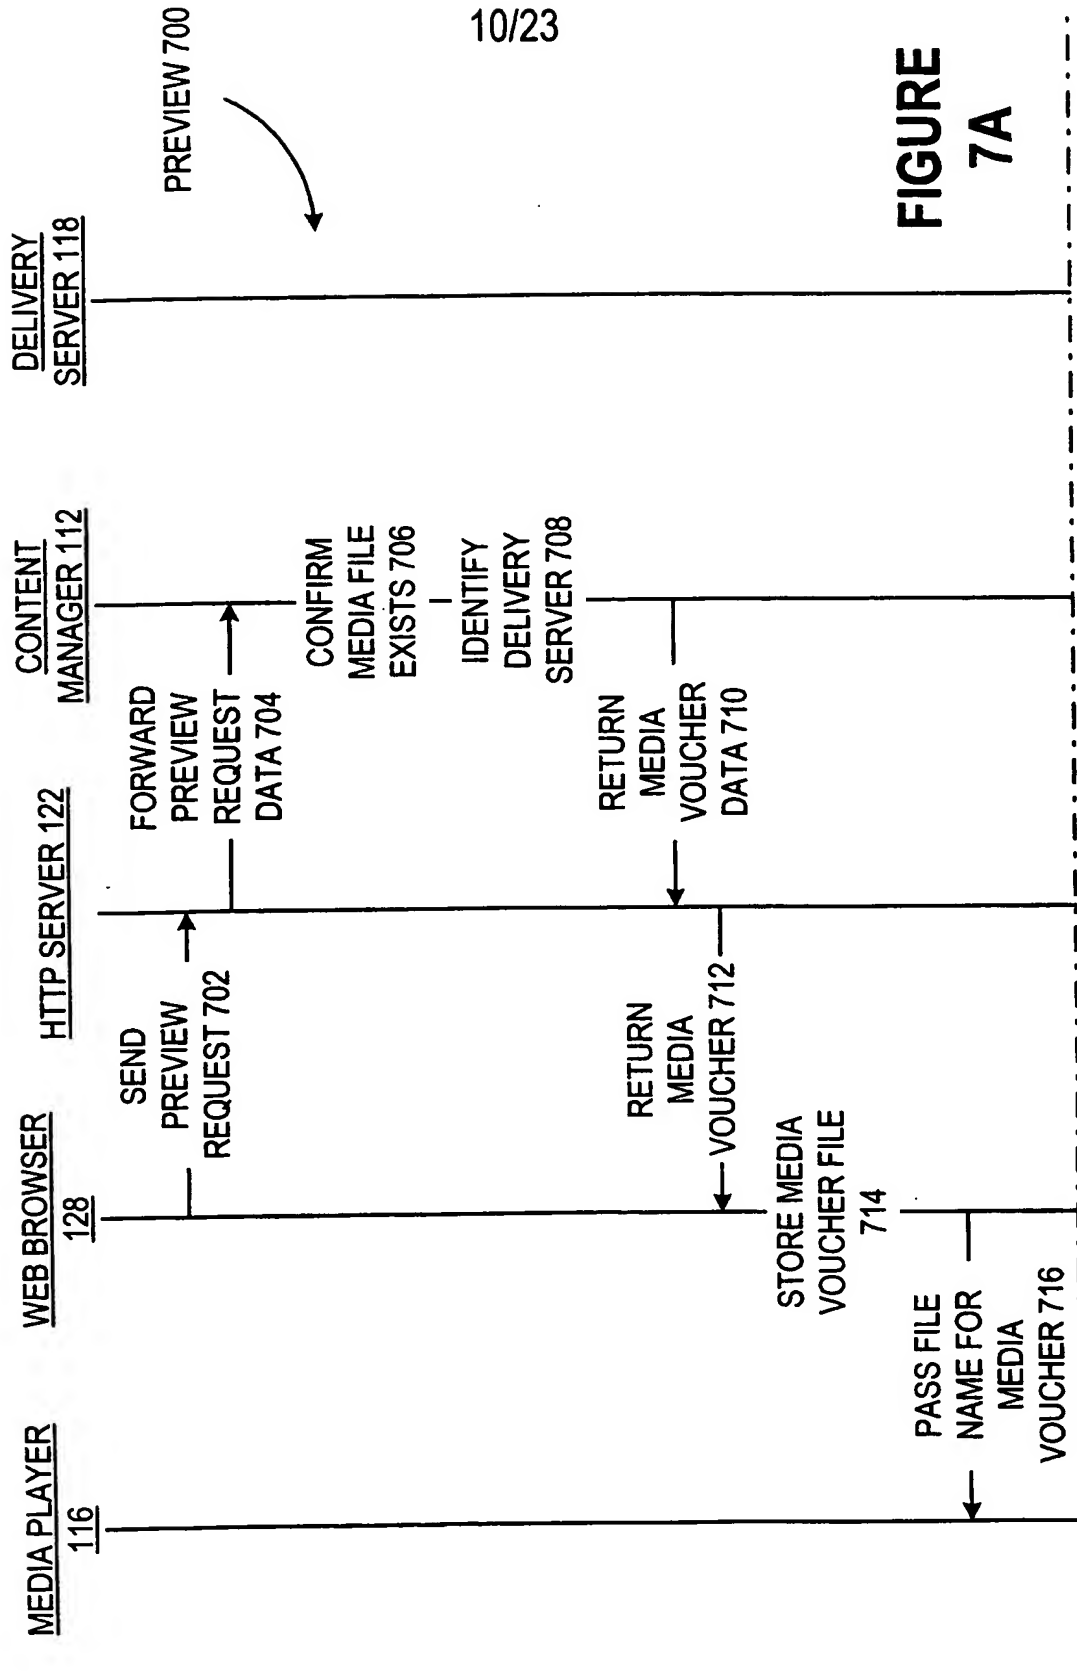 10/23
MEDIA PLAYER
116
WEB BROWSER
128
HTTP SERVER 122
CONTENT
MANAGER 112
DELIVERY
SERVER 118
PREVIEW 700
SEND
PREVIEW
REQUEST 702
FORWARD
PREVIEW
REQUEST
DATA 704
CONFIRM
MEDIA FILE
EXISTS 706
IDENTIFY
DELIVERY
SERVER 708
RETURN
MEDIA
VOUCHER
DATA 710
RETURN
MEDIA
VOUCHER 712
STORE MEDIA
VOUCHER FILE
714
PASS FILE
NAME FOR
MEDIA
VOUCHER 716
FIGURE
7A